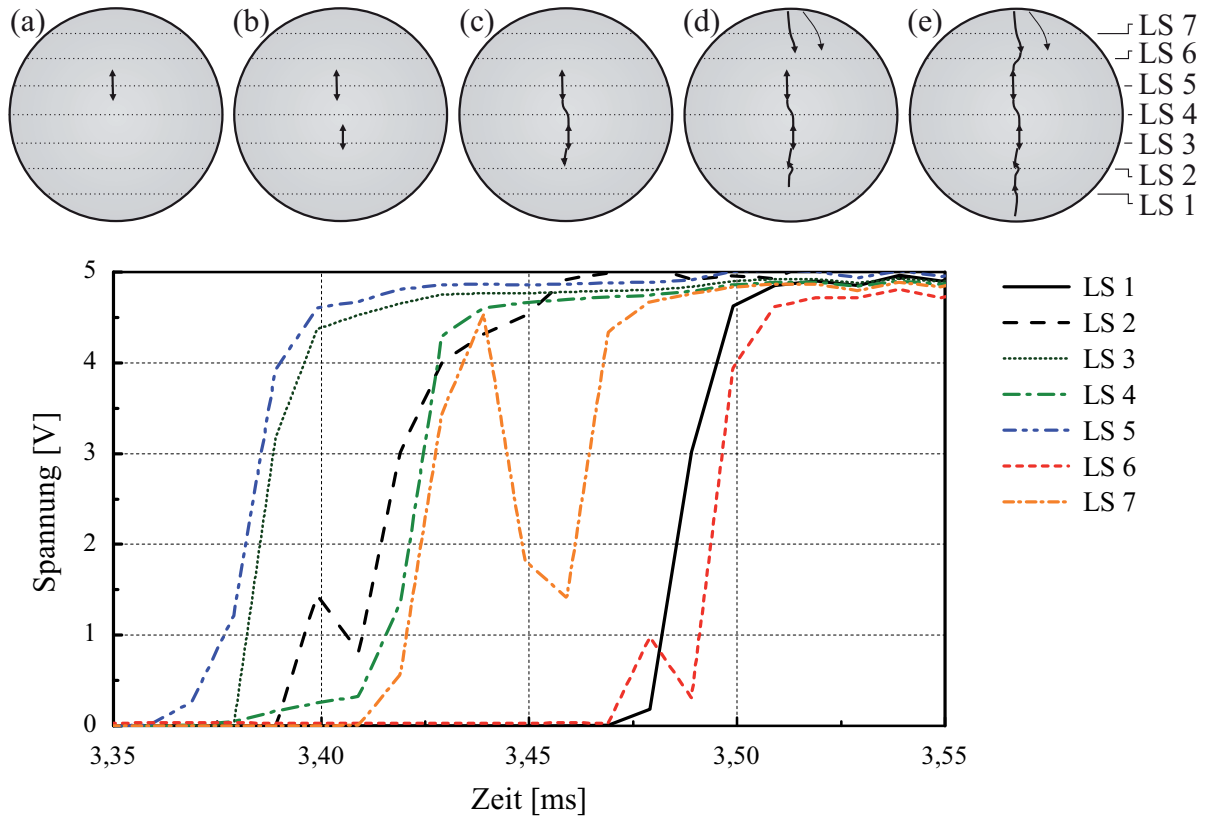 (a)
(b)
(c)
(d)
(e)
LS 7
LS 6
LS 5
LS 4
LS 3
LS 2
LS 1
5
4
3
2
1
0
Spannung [V]
3,35
3,40
3,45
3,50
3,55
Zeit [ms]
LS 1
LS 2
LS 3
LS 4
LS 5
LS 6
LS 7